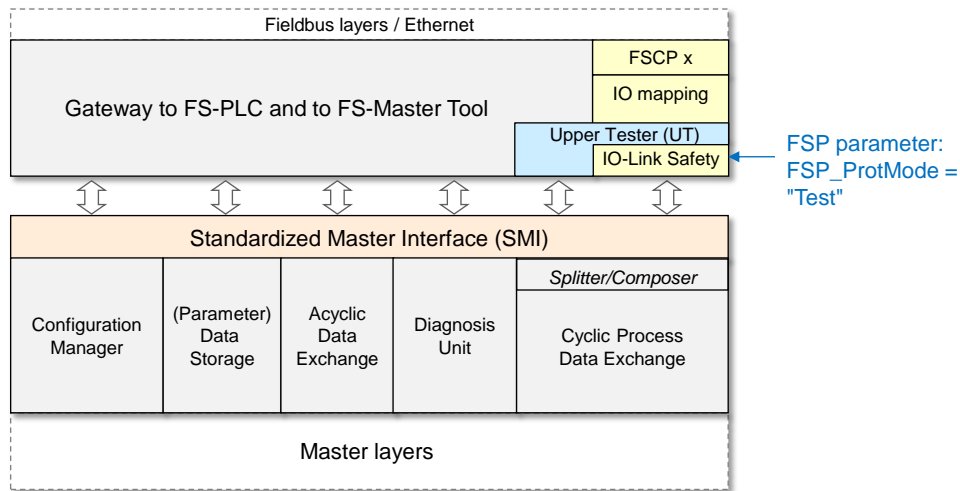 Fieldbus layers / Ethernet
FSCP x
Gateway to FS-PLC and to FS-Master Tool
IO mapping
Upper Tester (UT)
IO-Link Safety
FSP parameter:
FSP_ProtMode =
"Test"
Standardized Master Interface (SMI)
Configuration
Manager
(Parameter)
Data
Storage
Acyclic
Data
Exchange
Diagnosis
Unit
Splitter/Composer
Cyclic Process
Data Exchange
Master layers